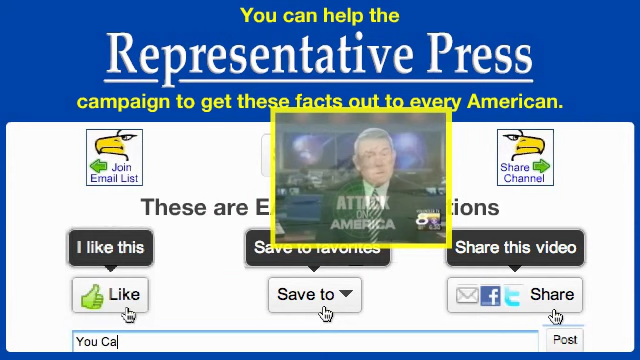 You can help the
Representative Press
campaign to get these facts out to every American.
Join
Email List
Share
Channel
ATTACK
ON
AMERICA
8
These are E
tions
I like this
Save to favorites
Share this video
Like
Save to
Share
You Ca
Post